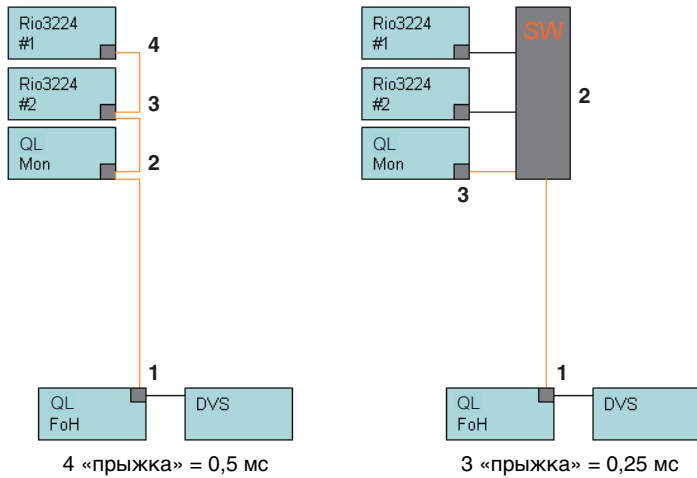 Rio3224
#1
4
Rio3224
#2
3
QL
Mon
2
1
QL
FoH
DVS
4 «прыжка» = 0,5 мс
Rio3224
#1
SW
Rio3224
#2
2
QL
Mon
3
1
QL
FoH
DVS
3 «прыжка» = 0,25 мс